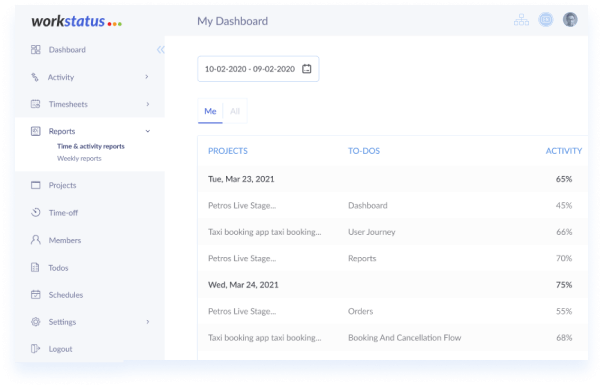 workstatus
My Dashboard
Dashboard
Activity
Timesheets
Reports
Time & activity reports
Weekly reports
Projects
Time-off
Members
Todos
Schedules
Settings
Logout
10-02-2020 - 09-02-2020
Me All
PROJECTS TO-DOS ACTIVITY
Tue, Mar 23, 2021 65%
Petros Live Stage... Dashboard 45%
Taxi booking app taxi booking... User Journey 66%
Petros Live Stage... Reports 70%
Wed, Mar 24, 2021 75%
Petros Live Stage... Orders 55%
Taxi booking app taxi booking... Booking And Cancellation Flow 68%